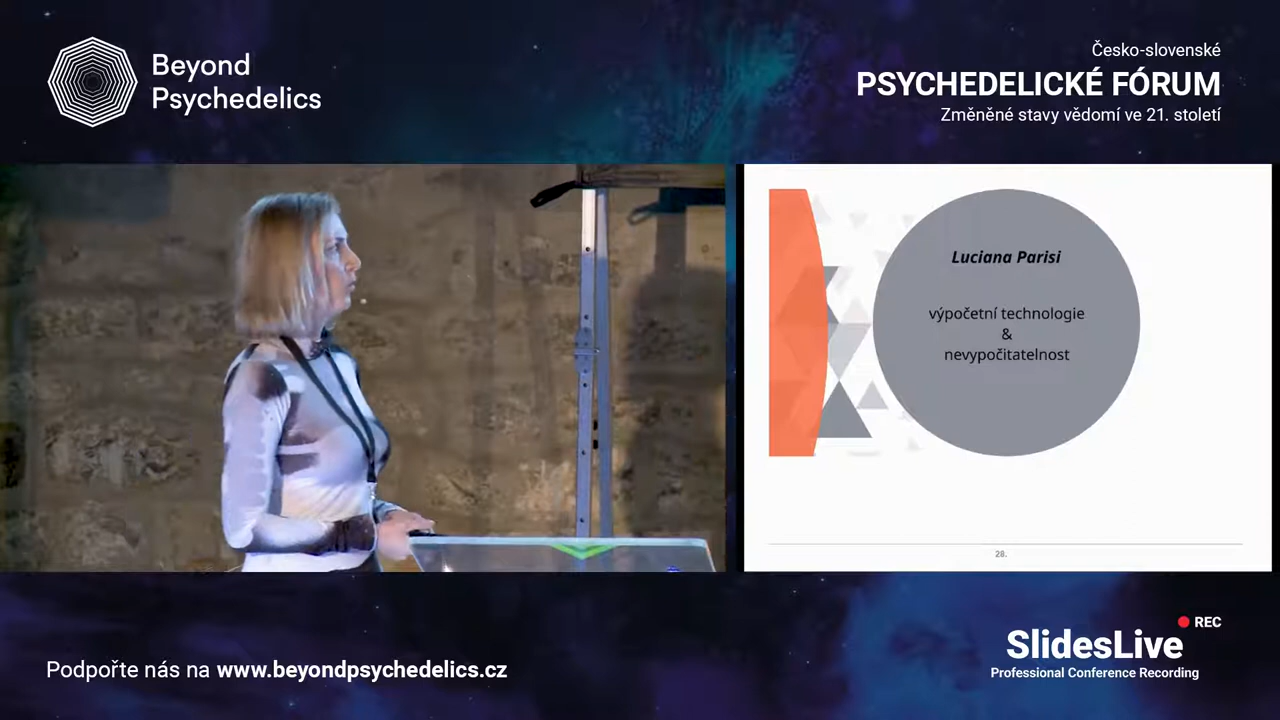 Beyond
Psychedelics
Česko-slovenské
PSYCHEDELICKÉ FÓRUM
Změněné stavy vědomí ve 21. století
Luciana Parisi
výpočetní technologie
&
nevypočitatelnost
28.
Podpořte nás na www.beyondpsychedelics.cz
REC
SlidesLive
Professional Conference Recording